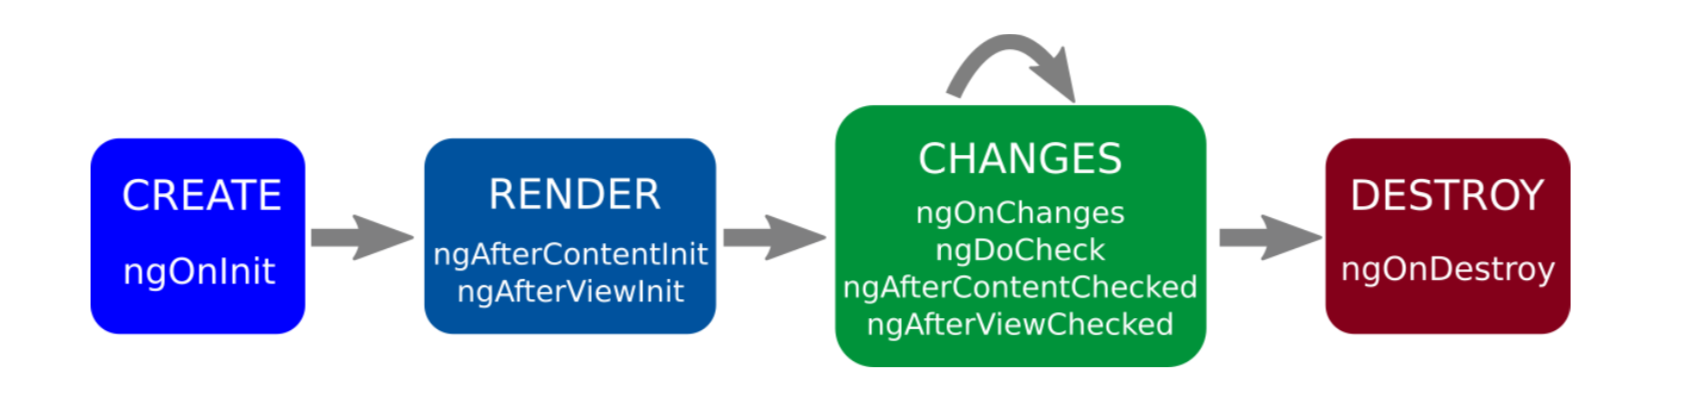 CREATE
ngOnInit
RENDER
ngAfterContentInit
ngAfterViewInit
CHANGES
ngOnChanges
ngDoCheck
ngAfterContentChecked
ngAfterViewChecked
DESTROY
ngOnDestroy